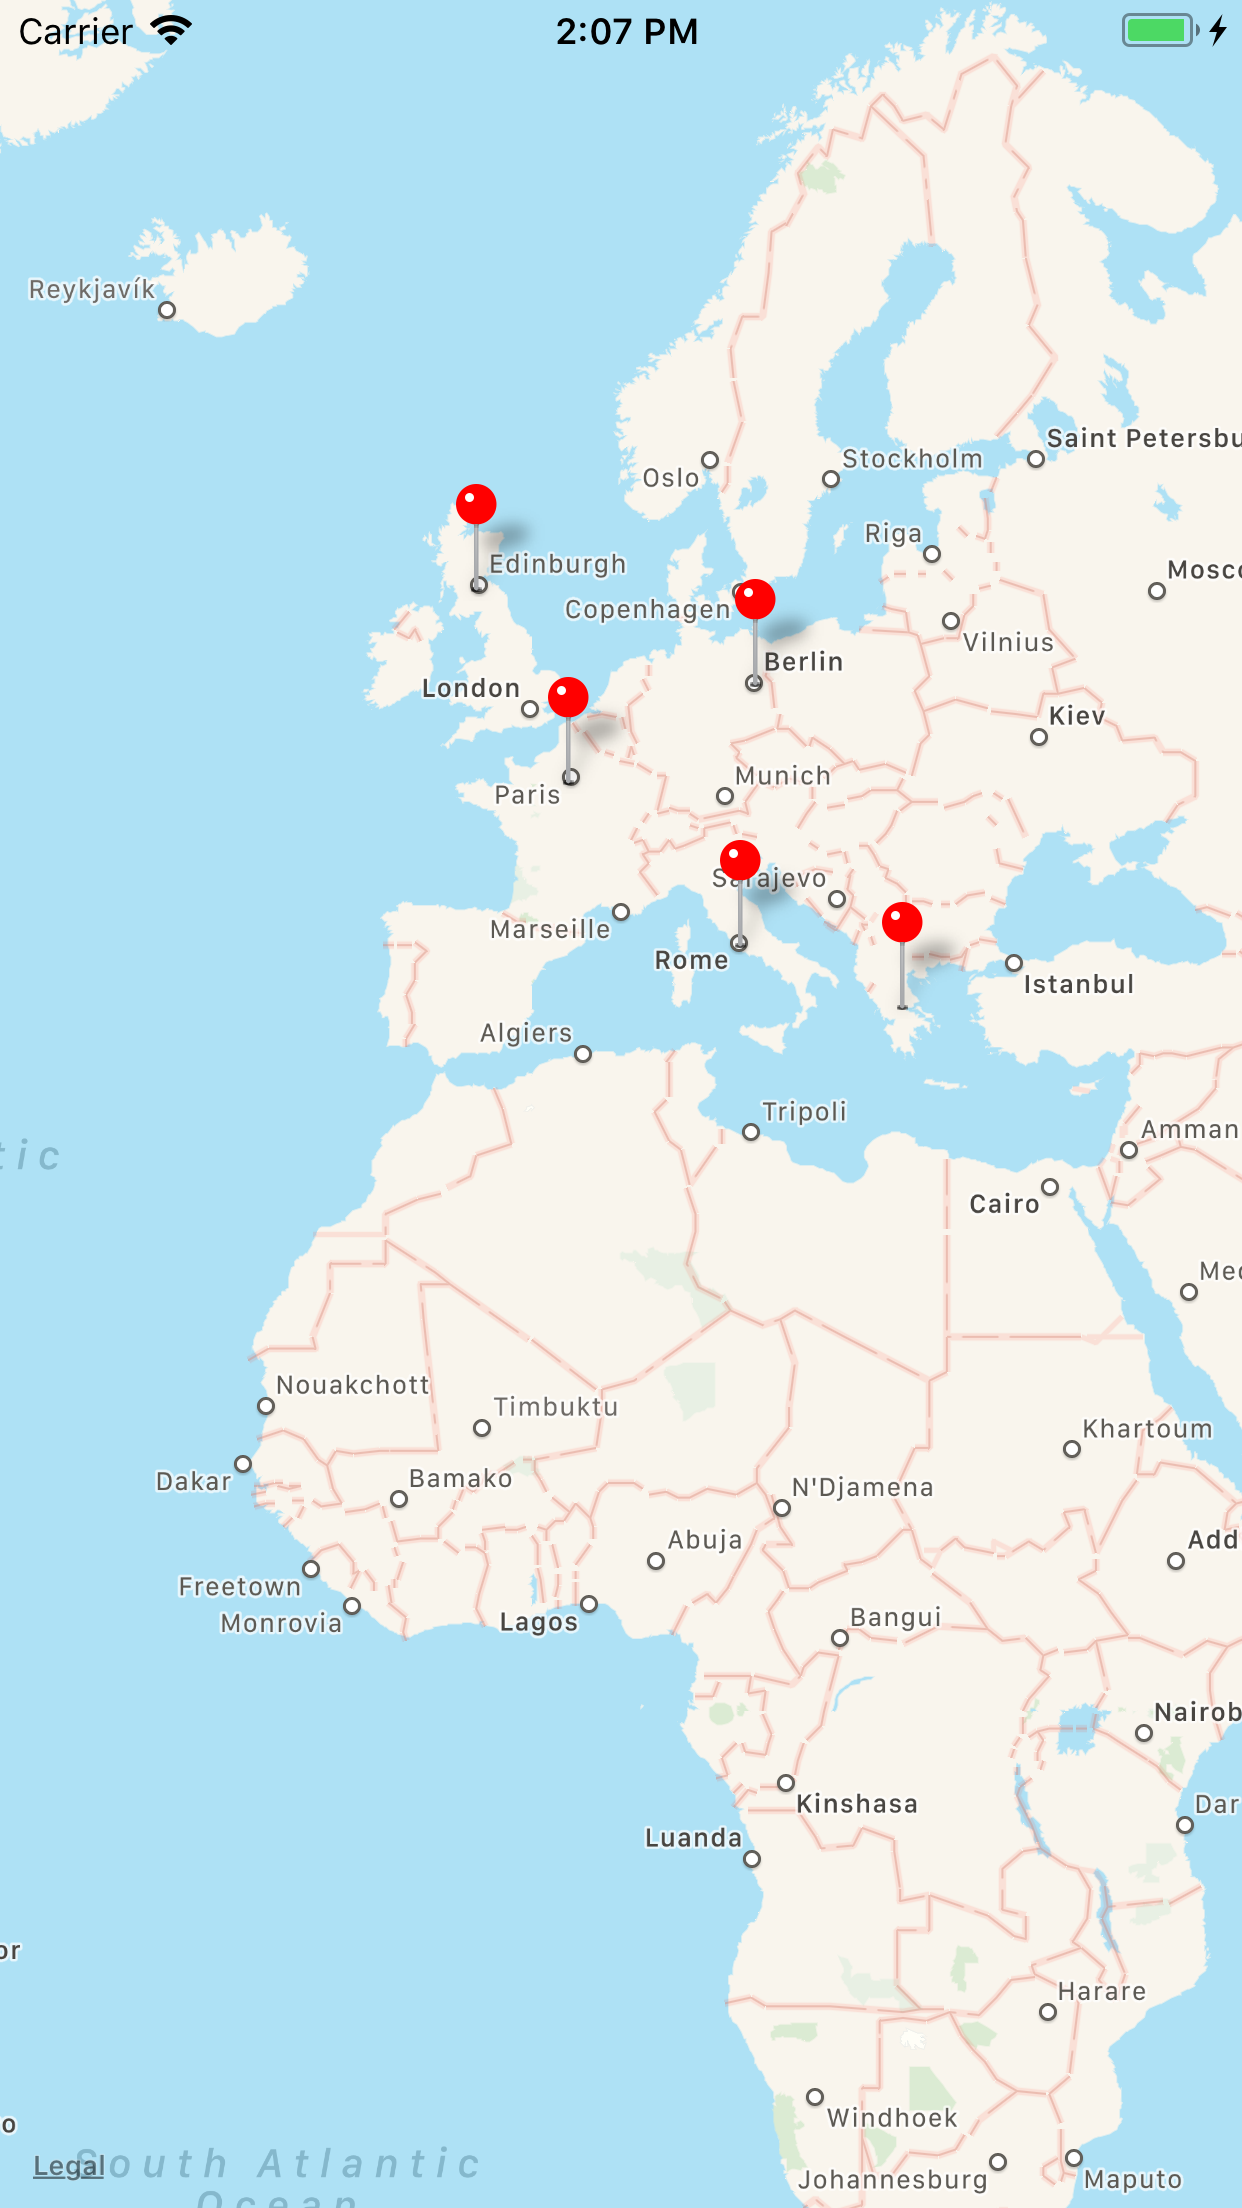 Carrier
2:07 PM
Reykjavík
Saint Petersbu
Oslo
Stockholm
Riga
Edinburgh
Mosco
Copenhagen
Vilnius
Berlin
London
Kiev
Munich
Paris
Sarajevo
Marseille
Rome
Istanbul
Algiers
Tripoli
Amman
tic
Cairo
Med
Nouakchott
Timbuktu
Khartoum
Dakar
Bamako
N'Djamena
Abuja
Add
Freetown
Monrovia
Lagos
Bangui
Nairob
Kinshasa
Dar
Luanda
or
Harare
Windhoek
o
Legal
South Atlantic
Ocean
Johannesburg
Maputo